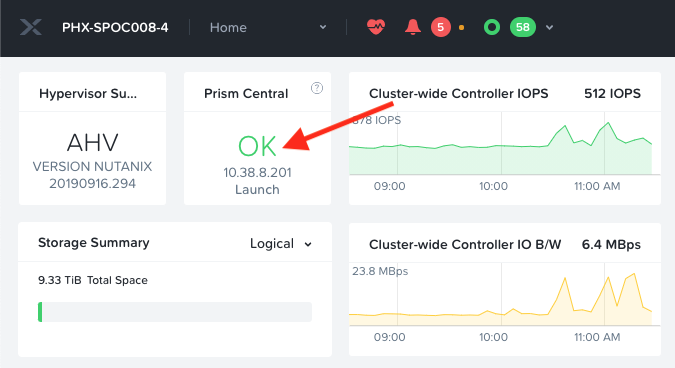 PHX-SPOC008-4
Home
5
58
Hypervisor Su...
AHV
VERSION NUTANIX
20190916.294
Prism Central
?
OK
10.38.8.201
Launch
Cluster-wide Controller IOPS 512 IOPS
878 IOPS
09:00 10:00 11:00 AM
Storage Summary Logical
9.33 TiB Total Space
Cluster-wide Controller IO B/W 6.4 MBps
23.8 MBps
09:00 10:00 11:00 AM